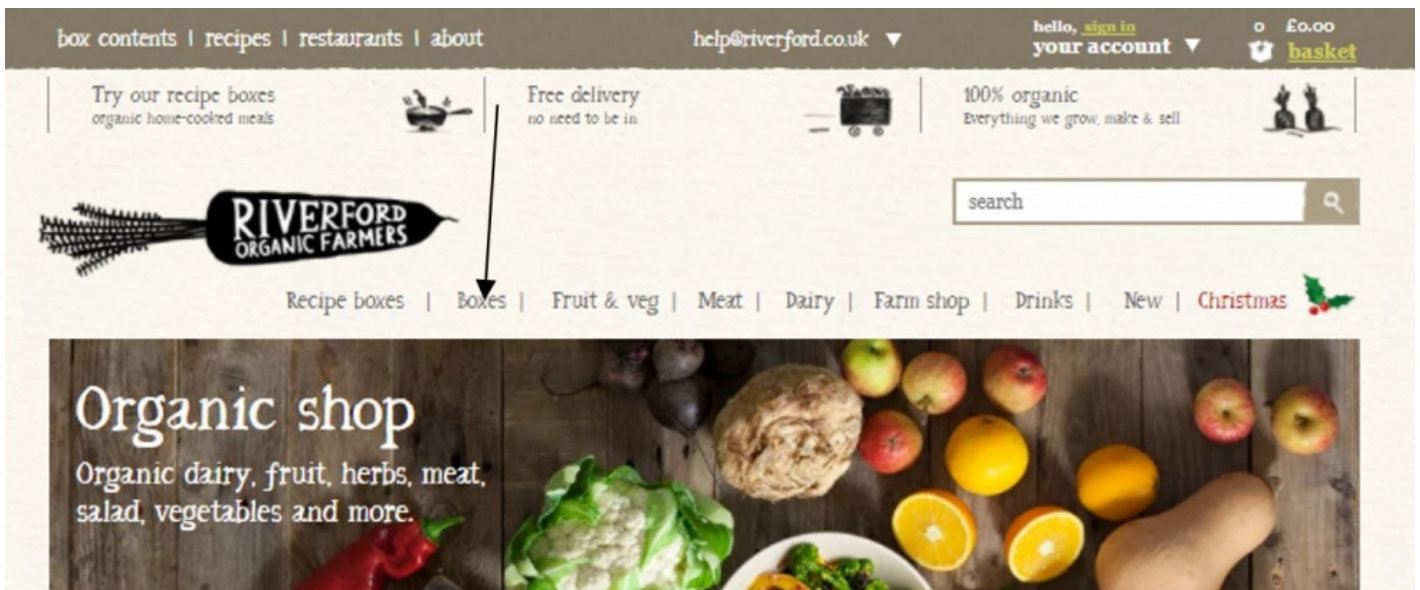 box contents | recipes | restaurants | about
help@riverford.co.uk
hello, sign in
your account
0 £0.00
basket
Try our recipe boxes
organic home-cooked meals
Free delivery
no need to be in
100% organic
Everything we grow, make & sell
RIVERFORD
ORGANIC FARMERS
search
Recipe boxes | Boxes | Fruit & veg | Meat | Dairy | Farm shop | Drinks | New | Christmas
Organic shop
Organic dairy, fruit, herbs, meat,
salad, vegetables and more.